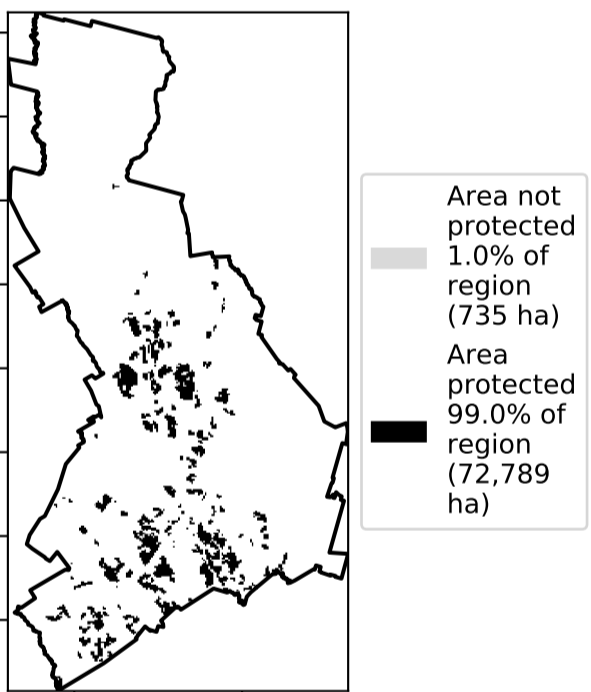 Area not
protected
1.0% of
region
(735 ha)
Area
protected
99.0% of
region
(72,789
ha)